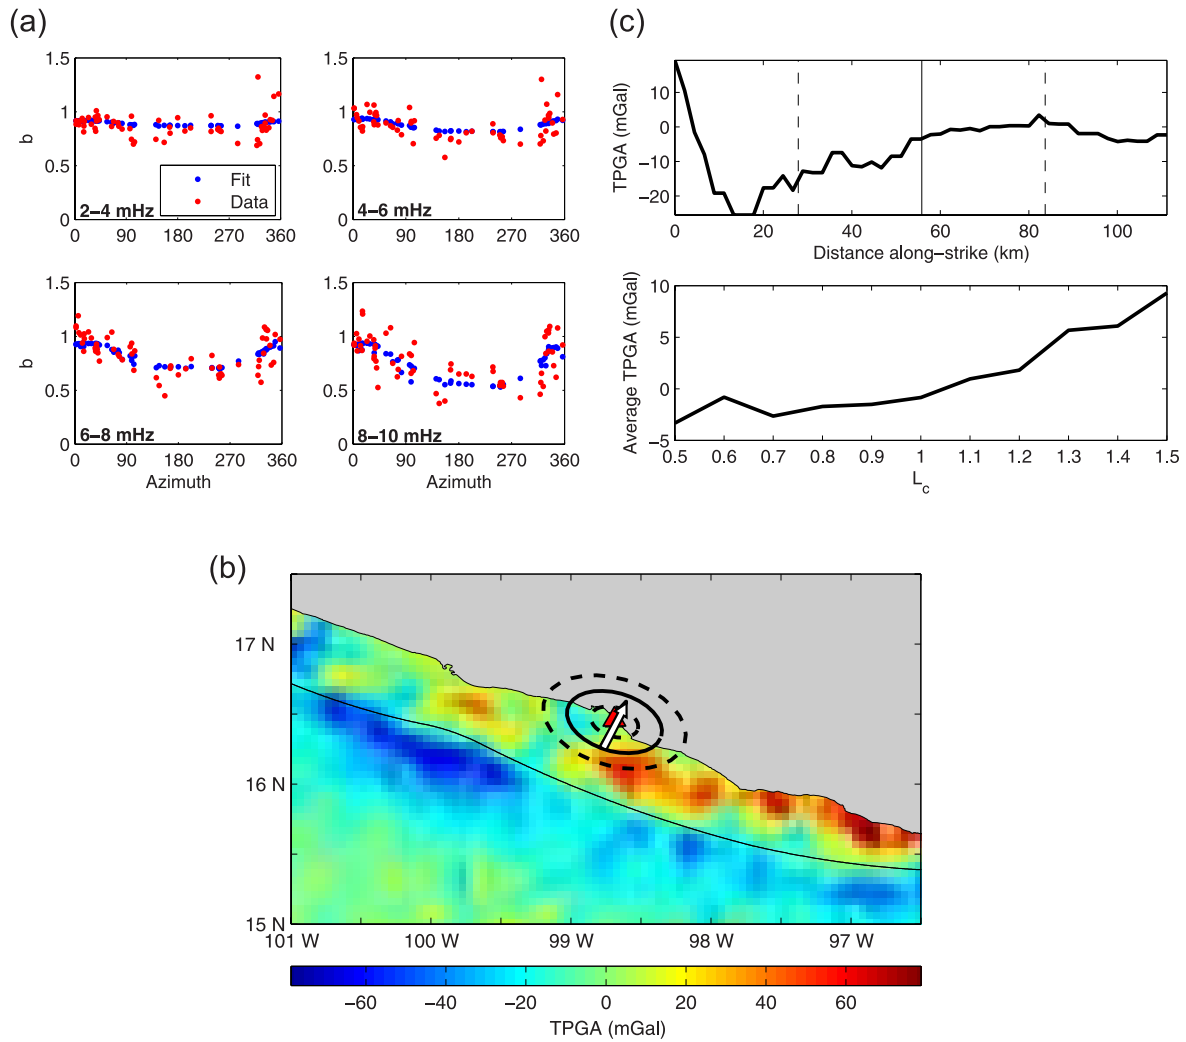 (a)
1.5
1
0.5
0
b
Fit
Data
2–4 mHz
0 90 180 270 360
1.5
1
0.5
0
4–6 mHz
0 90 180 270 360
1.5
1
0.5
0
b
6–8 mHz
0 90 180 270 360
Azimuth
1.5
1
0.5
0
8–10 mHz
0 90 180 270 360
Azimuth
(c)
TPGA (mGal)
10
0
−10
−20
0 20 40 60 80 100
Distance along–strike (km)
Average TPGA (mGal)
10
5
0
−5
0.5 0.6 0.7 0.8 0.9 1 1.1 1.2 1.3 1.4 1.5
L_c
(b)
17 N
16 N
15 N
101 W 100 W 99 W 98 W 97 W
−60 −40 −20 0 20 40 60
TPGA (mGal)